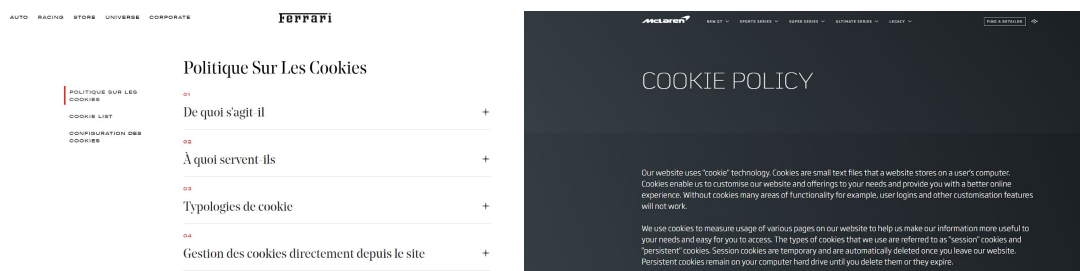 AUTO RACING STORE UNIVERSE CORPORATE
Ferrari
Politique Sur Les Cookies
POLITIQUE SUR LES
COOKIES
COOKIE LIST
CONFIGURATION DES
COOKIES
01
De quoi s'agit-il
02
À quoi servent-ils
03
Typologies de cookie
04
Gestion des cookies directement depuis le site
McLaren
NEW GT SPORTS SERIES SUPER SERIES ULTIMATE SERIES LEGACY
FIND A RETAILER
COOKIE POLICY
Our website uses "cookie" technology. Cookies are small text files that a website stores on a user's computer.
Cookies enable us to customise our website and offerings to your needs and provide you with a better online
experience. Without cookies many areas of functionality for example, user logins and other customisation features
will not work.
We use cookies to measure usage of various pages on our website to help us make our information more useful to
your needs and easy for you to access. The types of cookies that we use are referred to as "session" cookies and
"persistent" cookies. Session cookies are temporary and are automatically deleted once you leave our website.
Persistent cookies remain on your computer hard drive until you delete them or they expire.